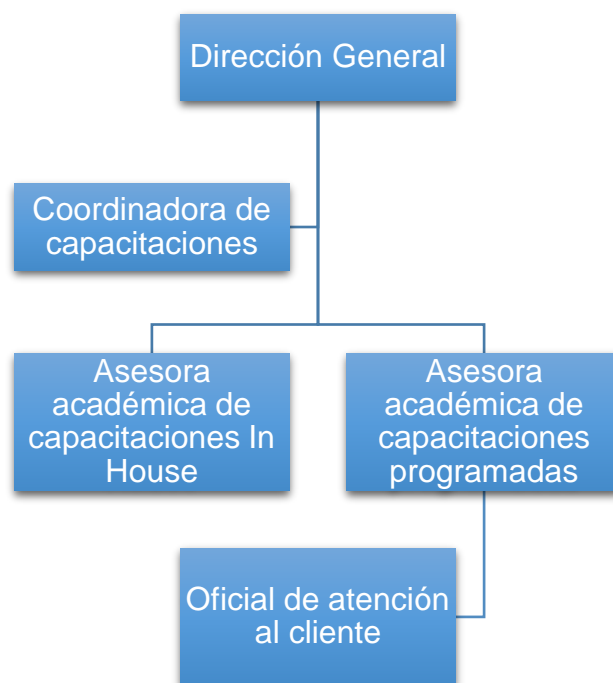 Dirección General
Coordinadora de
capacitaciones
Asesora
académica de
capacitaciones In
House
Asesora
académica de
capacitaciones
programadas
Oficial de atención
al cliente